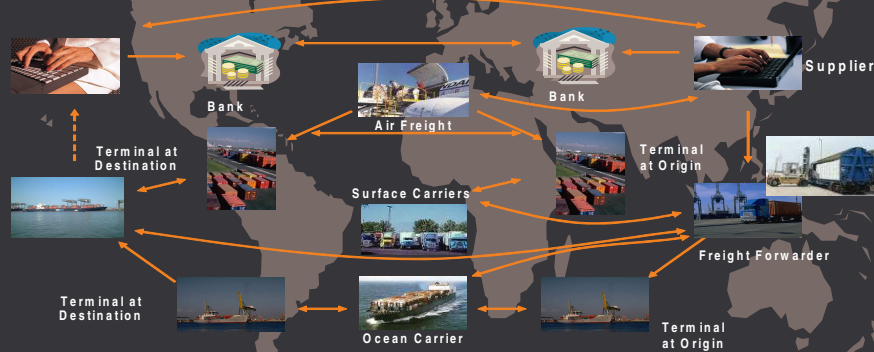 Supplier
Bank
Bank
Air Freight
Terminal at
Destination
Terminal
at Origin
Surface Carriers
Freight Forwarder
Terminal at
Destination
Ocean Carrier
Terminal
at Origin